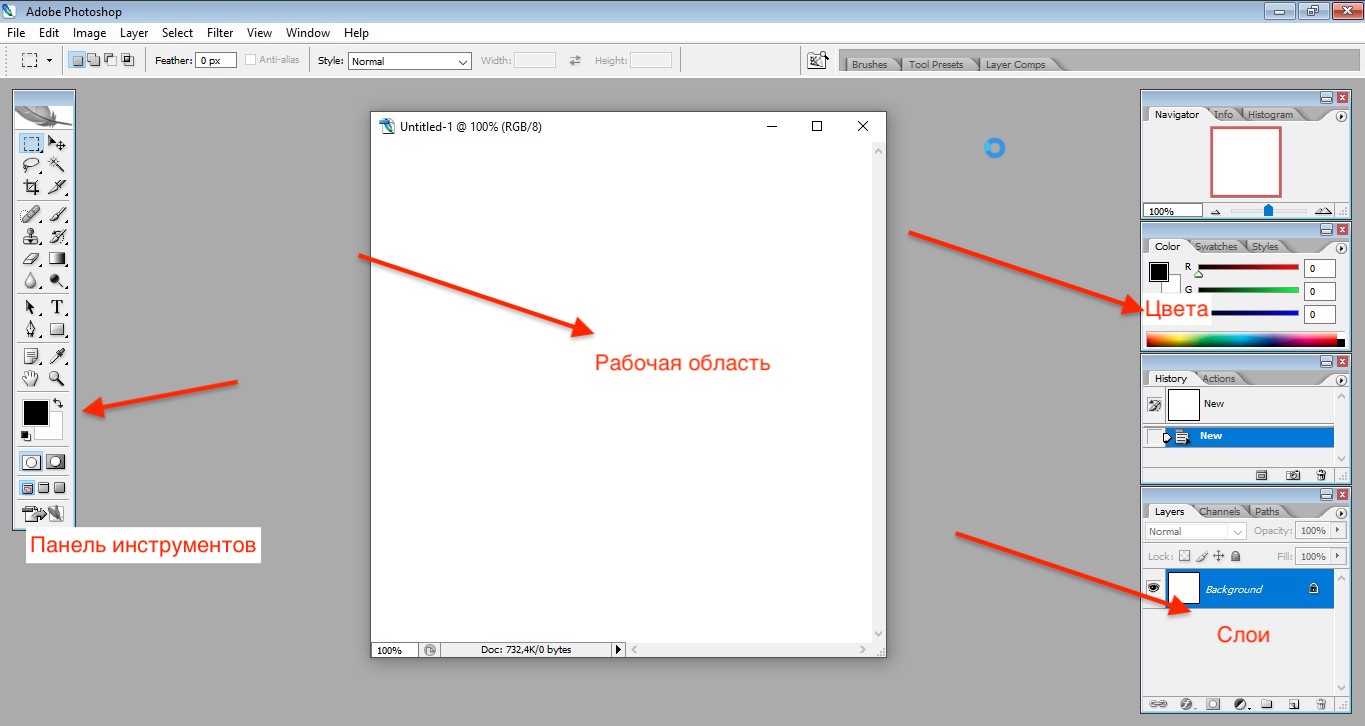 Adobe Photoshop
File Edit Image Layer Select Filter View Window Help
Feather: 0 px Anti-alias Style: Normal Width: Height: Brushes Tool Presets Layer Comps
Untitled-1 @ 100% (RGB/8)
Рабочая область
100% Doc: 732,4K/0 bytes
T
Панель инструментов
Navigator Info Histogram
100%
Color Swatches Styles
R 0
G 0
0
Цвета
History Actions
New
New
Layers Channels Paths
Normal Opacity: 100%
Lock: Fill: 100%
Background
Слои